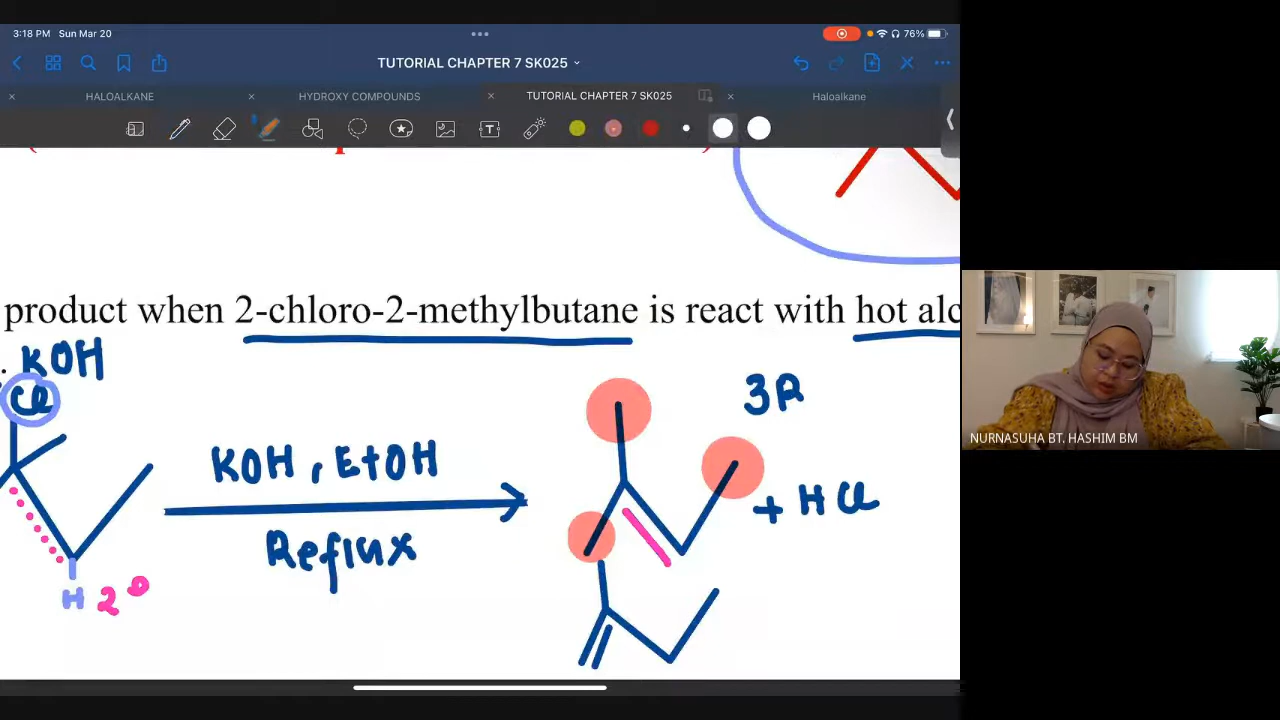 3:18 PM Sun Mar 20
76%
TUTORIAL CHAPTER 7 SK025
HALOALKANE
HYDROXY COMPOUNDS
TUTORIAL CHAPTER 7 SK025
Haloalkane
product when 2-chloro-2-methylbutane is react with hot alc
KOH
Cl
3R
KOH, EtOH
+ HCl
Reflux
H 2°
NURNASUHA BT. HASHIM BM